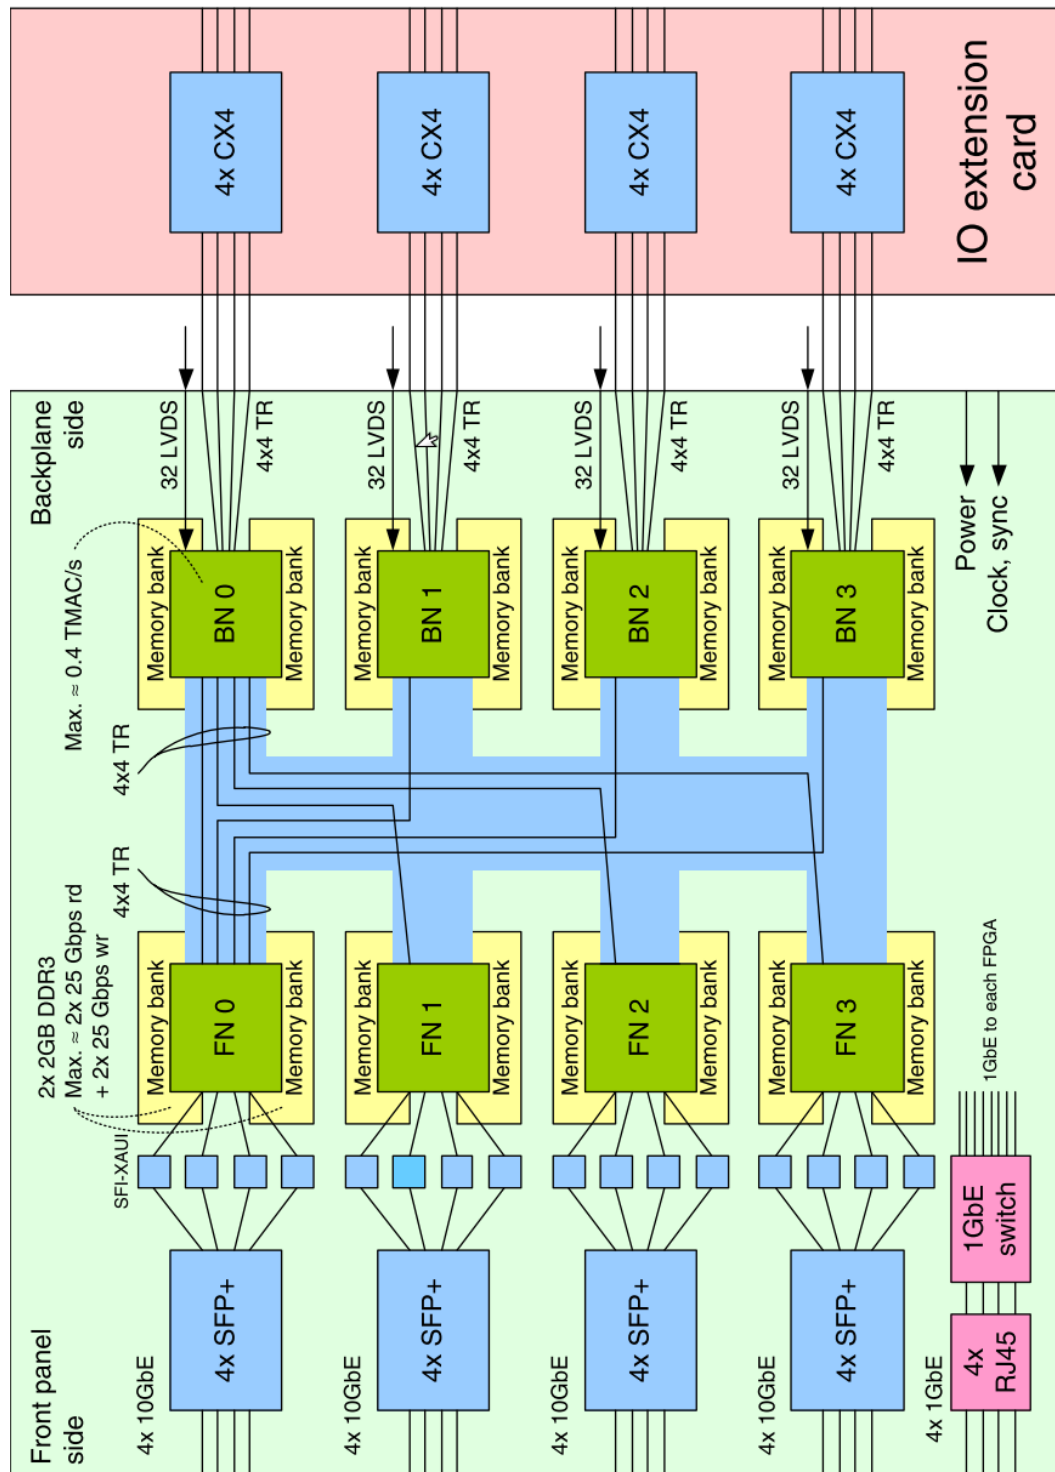 4x CX4
4x CX4
4x CX4
4x CX4
IO extension
card
Backplane
side
32 LVDS
4x4 TR
32 LVDS
4x4 TR
32 LVDS
4x4 TR
32 LVDS
4x4 TR
Power
Clock, sync
Max. ≈ 0.4 TMAC/s
Memory bank
BN 0
Memory bank
Memory bank
BN 1
Memory bank
Memory bank
BN 2
Memory bank
Memory bank
BN 3
Memory bank
4x4 TR
4x4 TR
2x 2GB DDR3
Max. ≈ 2x 25 Gbps rd
+ 2x 25 Gbps wr
Memory bank
FN 0
Memory bank
Memory bank
FN 1
Memory bank
Memory bank
FN 2
Memory bank
Memory bank
FN 3
Memory bank
1GbE to each FPGA
SFI-XAUI
1GbE
switch
4x SFP+
4x SFP+
4x SFP+
4x SFP+
4x
RJ45
Front panel
side
4x 10GbE
4x 10GbE
4x 10GbE
4x 10GbE
4x 1GbE